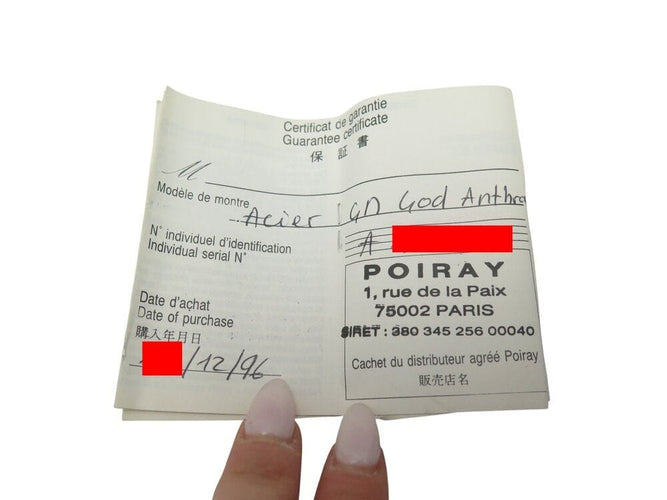 Certificat de garantie
Guarantee certificate
保証書
M
Modèle de montre
Acier GD God Anthra
N° individuel d'identification
Individual serial N°
A
POIRAY
1, rue de la Paix
75002 PARIS
SIRET : 380 345 256 00040
Cachet du distributeur agréé Poiray
販売店名
Date d'achat
Date of purchase
購入年月日
/12/96